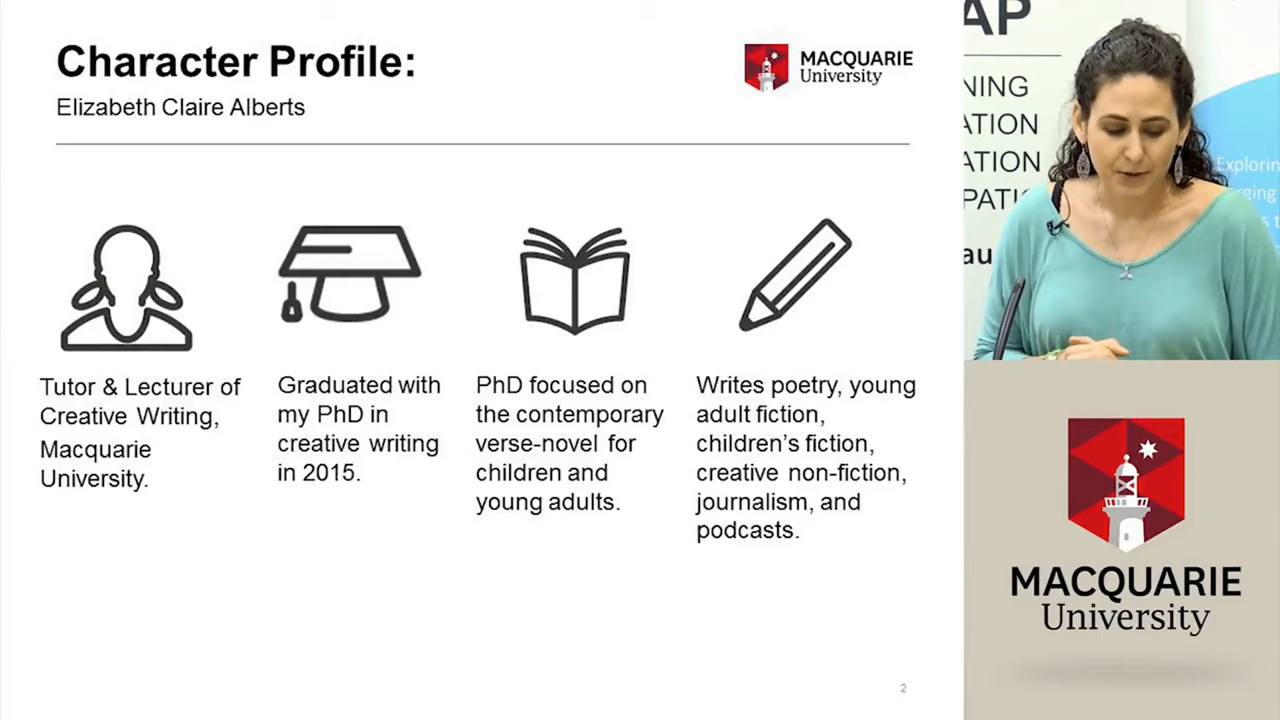 Character Profile:
Elizabeth Claire Alberts
MACQUARIE
University
Tutor & Lecturer of
Creative Writing,
Macquarie
University.
Graduated with
my PhD in
creative writing
in 2015.
PhD focused on
the contemporary
verse-novel for
children and
young adults.
Writes poetry, young
adult fiction,
children's fiction,
creative non-fiction,
journalism, and
podcasts.
2
AP
NING
ATION
ATION
PATI
au
Explorin
rging
MACQUARIE
University